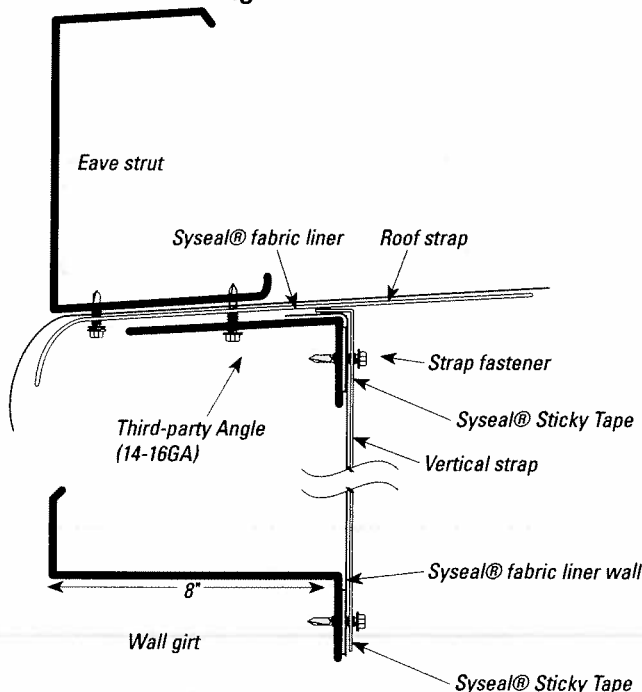 Eave strut
Syseal® fabric liner
Roof strap
Strap fastener
Syseal® Sticky Tape
Third-party Angle
(14-16GA)
Vertical strap
Syseal® fabric liner wall
8"
Wall girt
Syseal® Sticky Tape